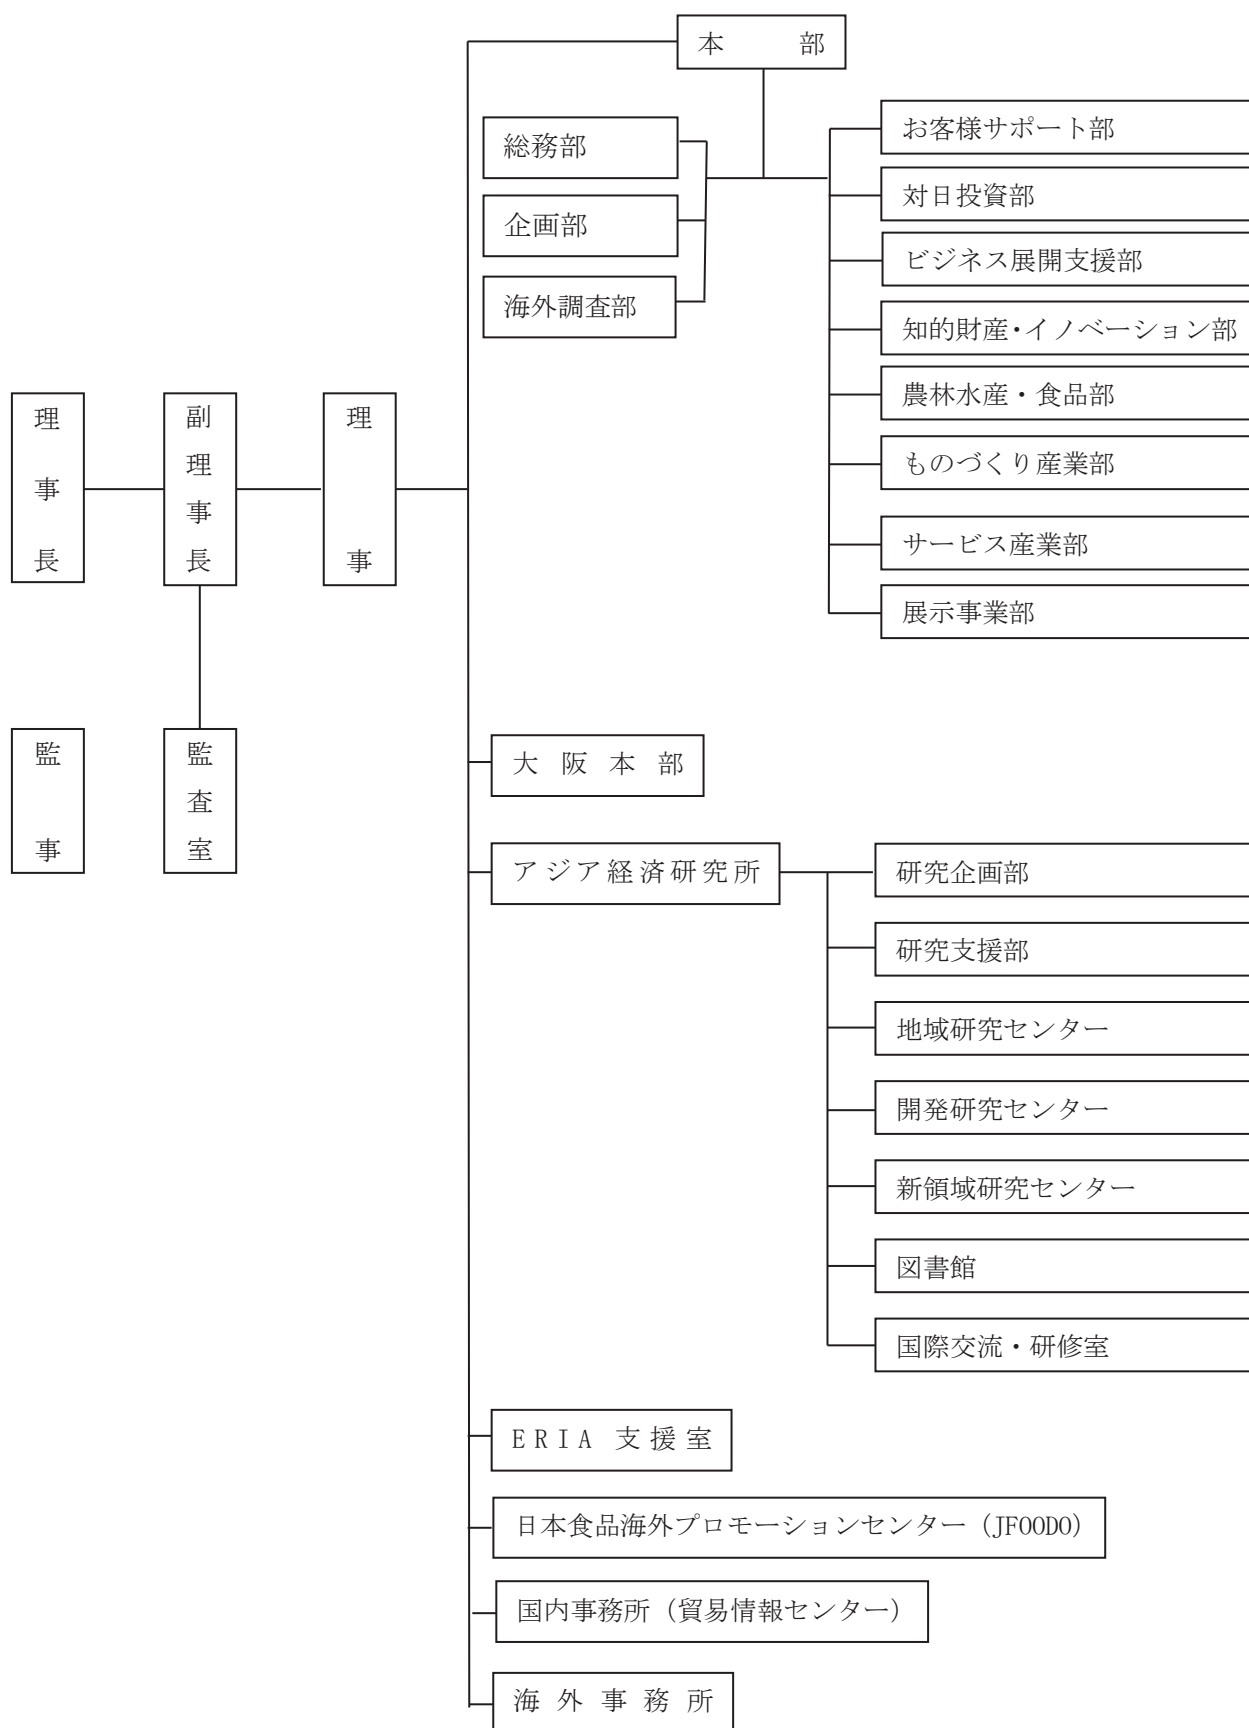 本部
総務部
企画部
海外調査部
お客様サポート部
対日投資部
ビジネス展開支援部
知的財産・イノベーション部
農林水産・食品部
ものづくり産業部
サービス産業部
展示事業部
理事長
副理事長
理事
監事
監査室
大阪本部
アジア経済研究所
研究企画部
研究支援部
地域研究センター
開発研究センター
新領域研究センター
図書館
国際交流・研修室
ERIA 支援室
日本食品海外プロモーションセンター（JFOODO）
国内事務所（貿易情報センター）
海外事務所